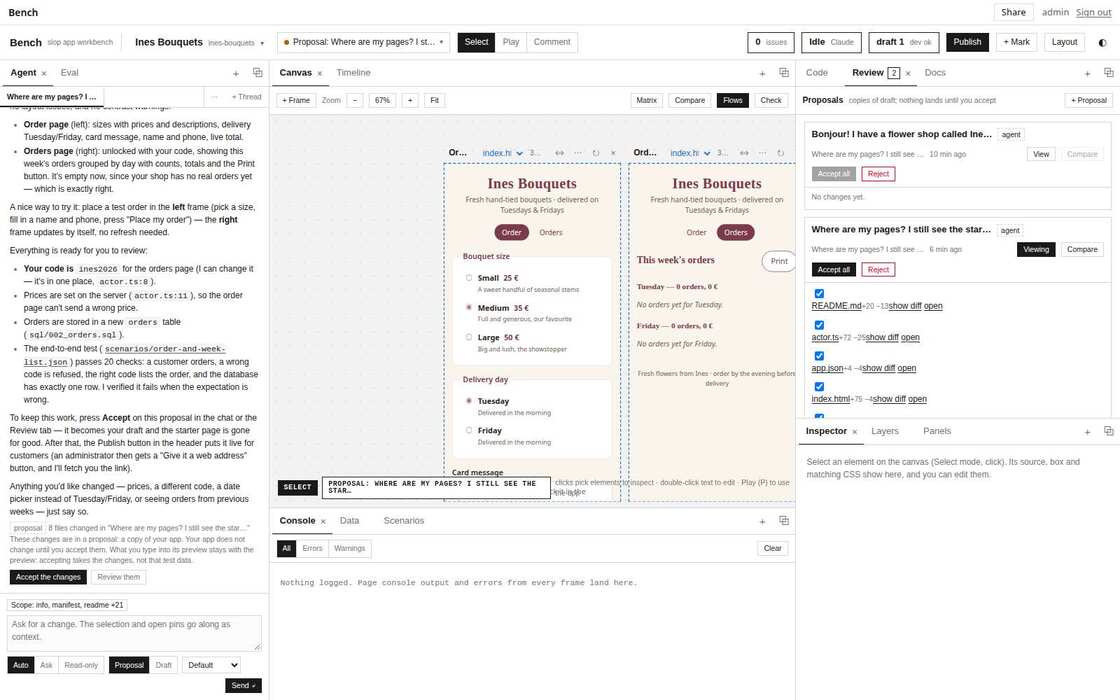 Bench
Share
admin
Sign out
Bench
slop app workbench
Ines Bouquets
ines-bouquets
Proposal: Where are my pages? I st…
Select
Play
Comment
0 issues
Idle Claude
draft 1 dev ok
Publish
+ Mark
Layout
Agent
Eval
Where are my pages? I …
+ Thread
Order page (left): sizes with prices and descriptions, delivery
Tuesday/Friday, card message, name and phone, live total.
Orders page (right): unlocked with your code, showing this
week's orders grouped by day with counts, totals and the Print
button. It's empty now, since your shop has no real orders yet
— which is exactly right.
A nice way to try it: place a test order in the left frame (pick a size,
fill in a name and phone, press "Place my order") — the right
frame updates by itself, no refresh needed.
Everything is ready for you to review:
Your code is ines2026 for the orders page (I can change it
— it's in one place, actor.ts:8 ).
Prices are set on the server ( actor.ts:11 ), so the order
page can't send a wrong price.
Orders are stored in a new orders table
( sql/002_orders.sql ).
The end-to-end test ( scenarios/order-and-week-
list.json ) passes 20 checks: a customer orders, a wrong
code is refused, the right code lists the order, and the database
has exactly one row. I verified it fails when the expectation is
wrong.
To keep this work, press Accept on this proposal in the chat or the
Review tab — it becomes your draft and the starter page is gone
for good. After that, the Publish button in the header puts it live for
customers (an administrator then gets a "Give it a web address"
button, and I'll fetch you the link).
Anything you'd like changed — prices, a different code, a date
picker instead of Tuesday/Friday, or seeing orders from previous
weeks — just say so.
proposal 8 files changed in "Where are my pages? I still see the star…"
These changes are in a proposal: a copy of your app. Your app does
not change until you accept them. What you type into its preview stays with the
preview: accepting takes the changes, not that test data.
Accept the changes
Review them
Scope: info, manifest, readme +21
Ask for a change. The selection and open pins go along as
context.
Auto
Ask
Read-only
Proposal
Draft
Default
Send
Canvas
Timeline
+ Frame
Zoom
−
67%
+
Fit
Matrix
Compare
Flows
Check
Or…
index.h
3…
Ines Bouquets
Fresh hand-tied bouquets · delivered on
Tuesdays & Fridays
Order
Orders
Bouquet size
Small 25 €
A sweet handful of seasonal stems
Medium 35 €
Full and generous, our favourite
Large 50 €
Big and lush, the showstopper
Delivery day
Tuesday
Delivered in the morning
Friday
Delivered in the morning
Card message
Ord…
index.h
3…
Ines Bouquets
Fresh hand-tied bouquets · delivered on
Tuesdays & Fridays
Order
Orders
This week's orders
Print
Tuesday — 0 orders, 0 €
No orders yet for Tuesday.
Friday — 0 orders, 0 €
No orders yet for Friday.
Fresh flowers from Ines · order by the evening before
delivery
SELECT
PROPOSAL: WHERE ARE MY PAGES? I STILL SEE THE
STAR…
clicks pick elements to inspect · double-click text to edit · Play (P) to use
Console
Data
Scenarios
All
Errors
Warnings
Clear
Nothing logged. Page console output and errors from every frame land here.
Code
Review 2
Docs
Proposals
copies of draft; nothing lands until you accept
+ Proposal
Bonjour! I have a flower shop called Ine…
agent
Where are my pages? I still see …
10 min ago
View
Compare
Accept all
Reject
No changes yet.
Where are my pages? I still see the star…
agent
Where are my pages? I still see the star …
6 min ago
Viewing
Compare
Accept all
Reject
README.md+20 −13show diff open
actor.ts+72 −25show diff open
app.json+4 −4show diff open
index.html+75 −4show diff open
Inspector
Layers
Panels
Select an element on the canvas (Select mode, click). Its source, box and
matching CSS show here, and you can edit them.